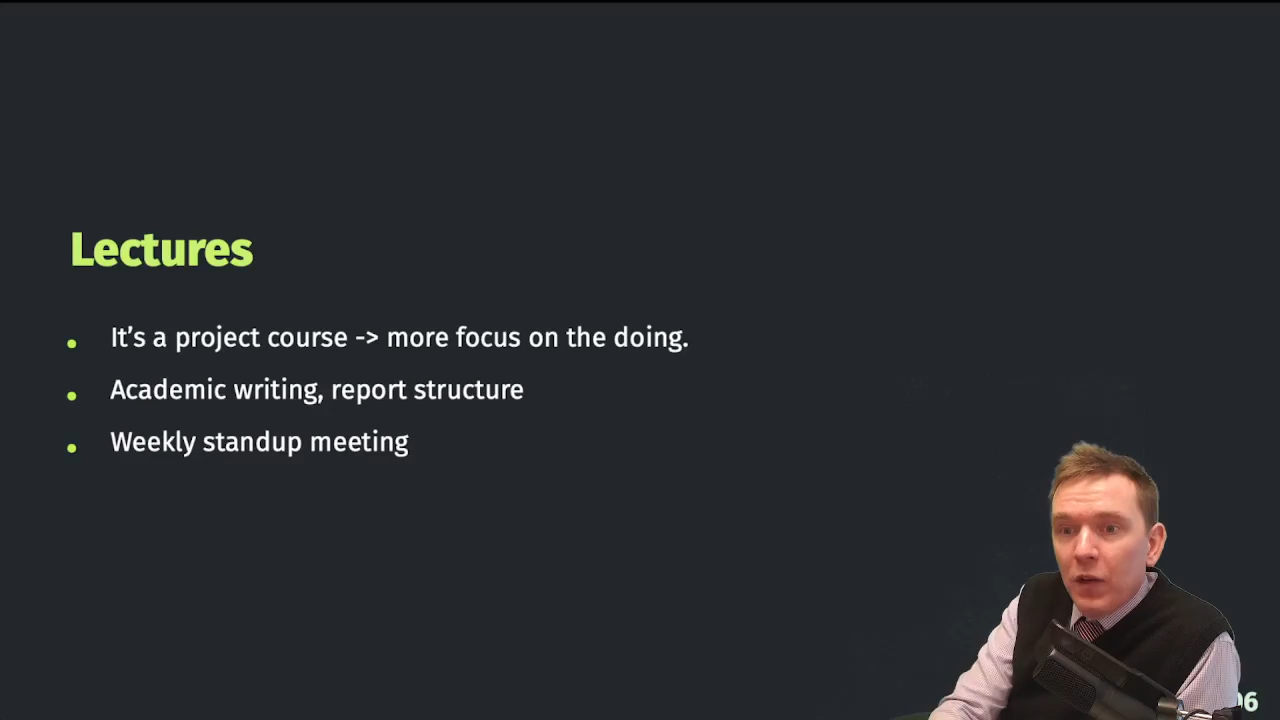 Lectures
It’s a project course -> more focus on the doing.
Academic writing, report structure
Weekly standup meeting